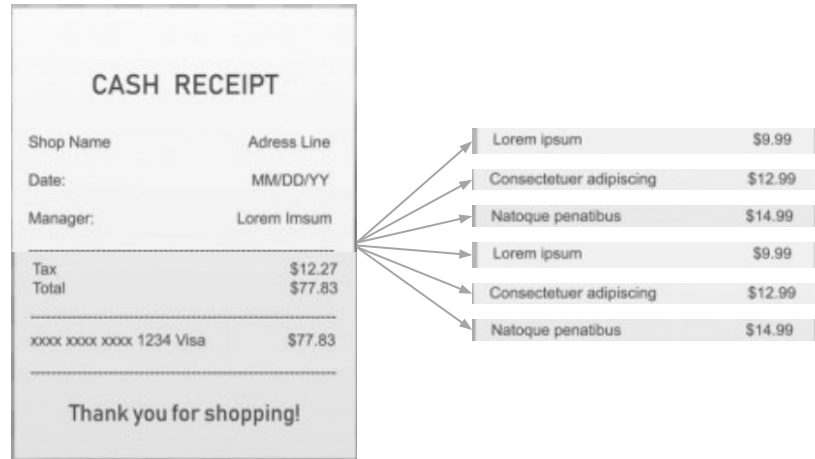 CASH RECEIPT
Shop Name Adress Line
Date: MM/DD/YY
Manager: Lorem Imsum
Tax $12.27
Total $77.83
xxxx xxxx xxxx 1234 Visa $77.83
Thank you for shopping!
Lorem ipsum $9.99
Consectetuer adipiscing $12.99
Natoque penatibus $14.99
Lorem ipsum $9.99
Consectetuer adipiscing $12.99
Natoque penatibus $14.99